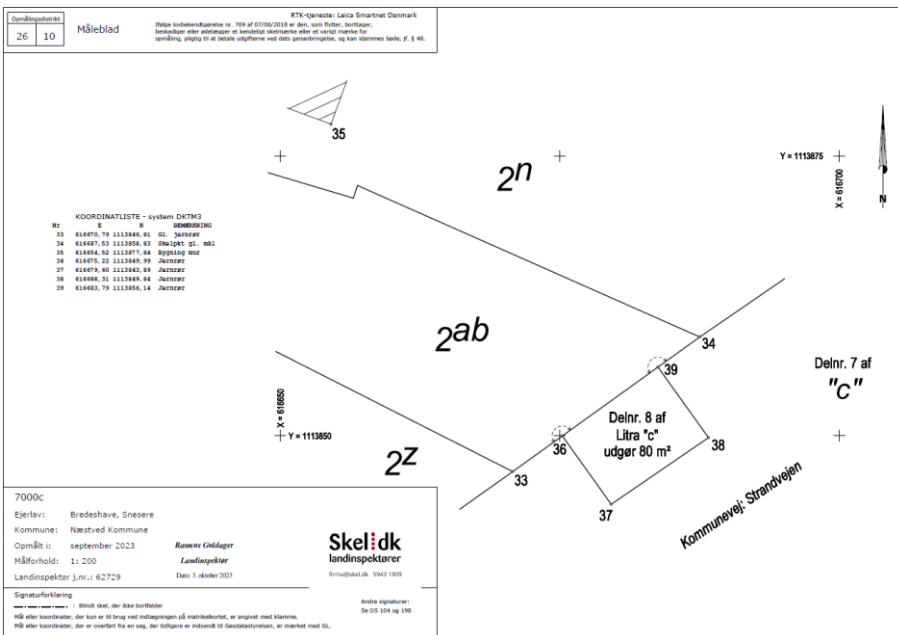 Opmålingsdistrikt
26 10
Måleblad
RTK-tjeneste: Leica Smartnet Danmark
Ifølge lovbekendtgørelse nr. 769 af 07/06/2018 er den, som flytter, borttager,
beskadiger eller ødelægger et kendeligt skelmærke eller et varigt mærke for
opmåling, pligtig til at betale udgifterne ved dets genanbringelse, og kan idømmes bøde, jf. § 40.
35
Y = 1113875
X = 616700
N
2n
KOORDINATLISTE - system DKTM3
Nr E N BEMÆRKNING
33 616670,79 1113846,81 Gl. jernrør
34 616687,53 1113858,83 Skelpkt gl. mål
35 616654,52 1113877,84 Bygning mur
36 616675,22 1113849,99 Jernrør
37 616679,60 1113843,89 Jernrør
38 616688,31 1113849,84 Jernrør
39 616683,79 1113856,14 Jernrør
2ab
34
39
Delnr. 7 af
"c"
X = 616650
Y = 1113850
Delnr. 8 af
Litra "c"
udgør 80 m²
36
38
2z
33
37
Kommunevej: Strandvejen
7000c
Ejerlav: Bredeshave, Snesere
Kommune: Næstved Kommune
Opmålt i: september 2023
Målforhold: 1: 200
Landinspektør j.nr.: 62729
Rasmus Guldager
Landinspektør
Dato 3. oktober 2023
Skel:dk
landinspektører
firma@skel.dk 5943 1909
Signaturforklaring
: Blindt skel, der ikke bortfalder
Mål eller koordinater, der kun er til brug ved indlægningen på matrikelkortet, er angivet med klamme.
Mål eller koordinater, der er overført fra en sag, der tidligere er indsendt til Geodatastyrelsen, er mærket med GL.
Andre signaturer:
Se DS 104 og 198